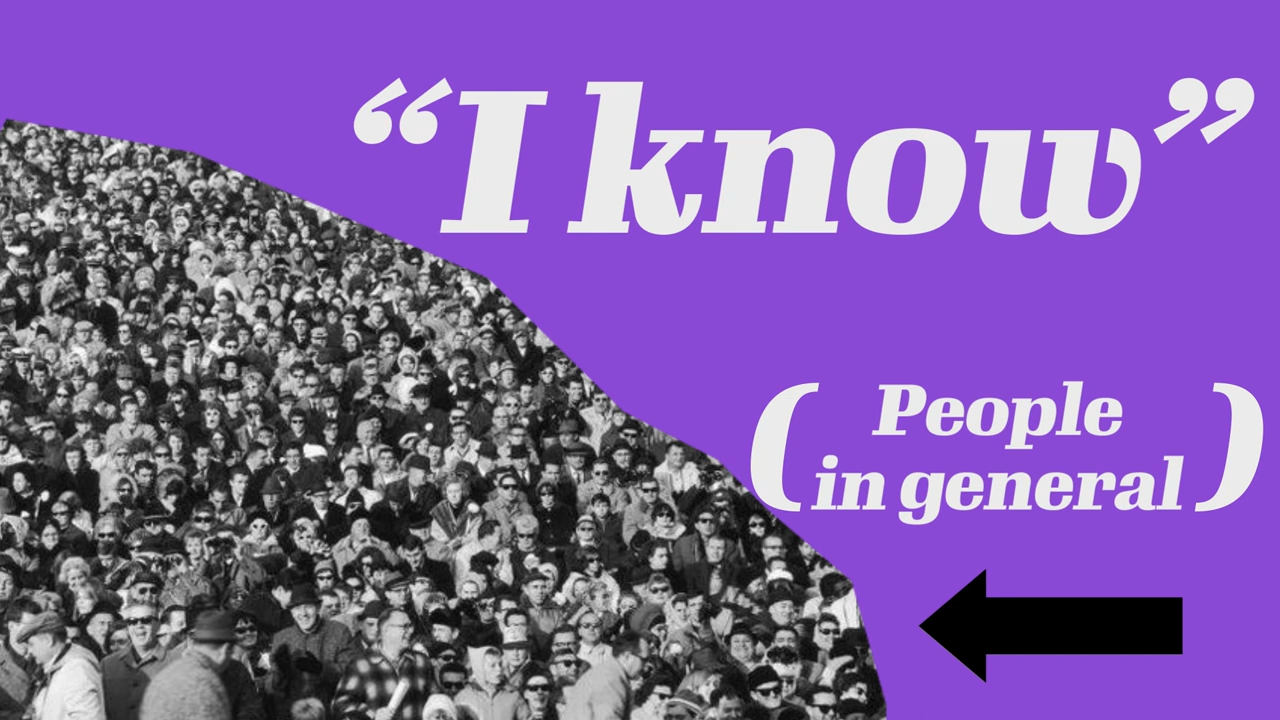 “I know”
( People
in general )